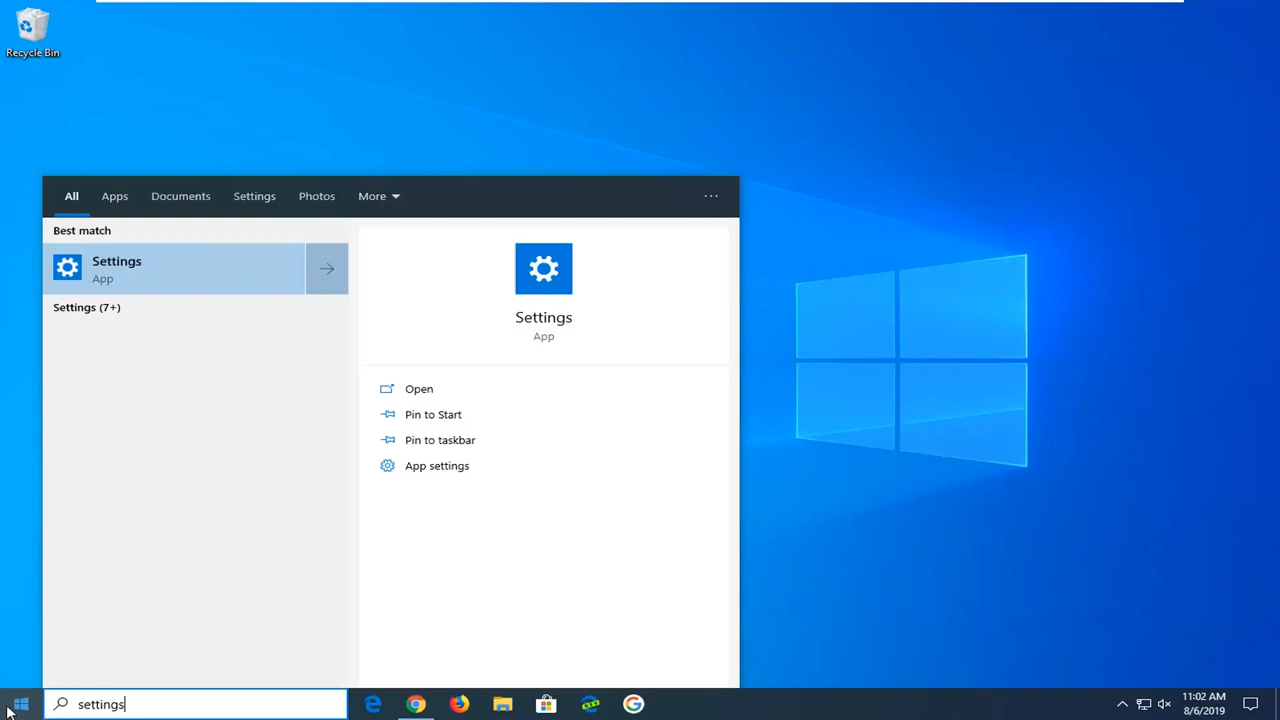 Recycle Bin
All Apps Documents Settings Photos More ...
Best match
Settings
App
Settings (7+)
Settings
App
Open
Pin to Start
Pin to taskbar
App settings
settings
11:02 AM
8/6/2019